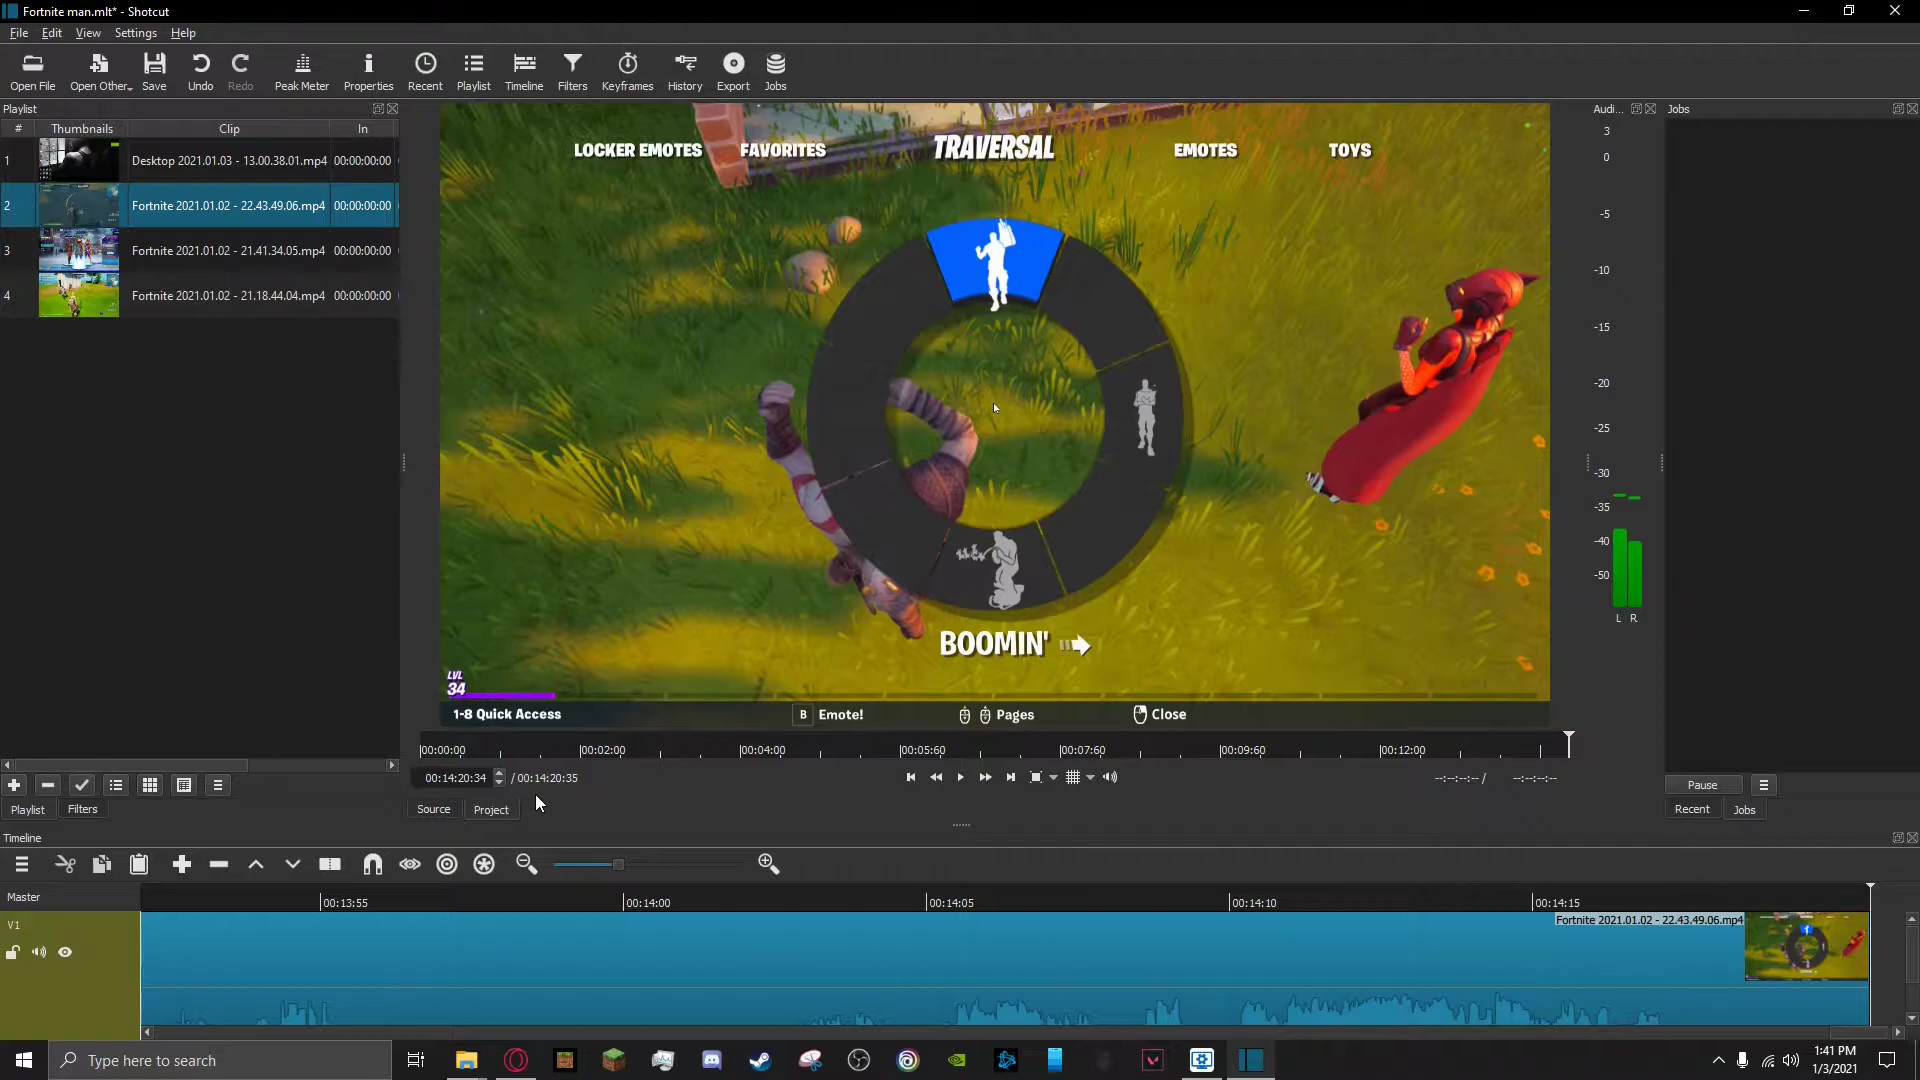 Fortnite man.mlt* - Shotcut
File Edit View Settings Help
Open File Open Other Save Undo Redo Peak Meter Properties Recent Playlist Timeline Filters Keyframes History Export Jobs
Playlist
# Thumbnails Clip In
1 Desktop 2021.01.03 - 13.00.38.01.mp4 00:00:00:00
2 Fortnite 2021.01.02 - 22.43.49.06.mp4 00:00:00:00
3 Fortnite 2021.01.02 - 21.41.34.05.mp4 00:00:00:00
4 Fortnite 2021.01.02 - 21.18.44.04.mp4 00:00:00:00
Playlist Filters
LOCKER EMOTES FAVORITES TRAVERSAL EMOTES TOYS
BOOMIN'
LVL
34
1-8 Quick Access B Emote! Pages Close
00:00:00 00:02:00 00:04:00 00:05:60 00:07:60 00:09:60 00:12:00
00:14:20:34 / 00:14:20:35 --:--:--:-- / --:--:--:--
Source Project
Audi...
3
0
-5
-10
-15
-20
-25
-30
-35
-40
-50
L R
Jobs
Pause
Recent Jobs
Timeline
Master
00:13:55 00:14:00 00:14:05 00:14:10 00:14:15
V1
Fortnite 2021.01.02 - 22.43.49.06.mp4
Type here to search
1:41 PM
1/3/2021